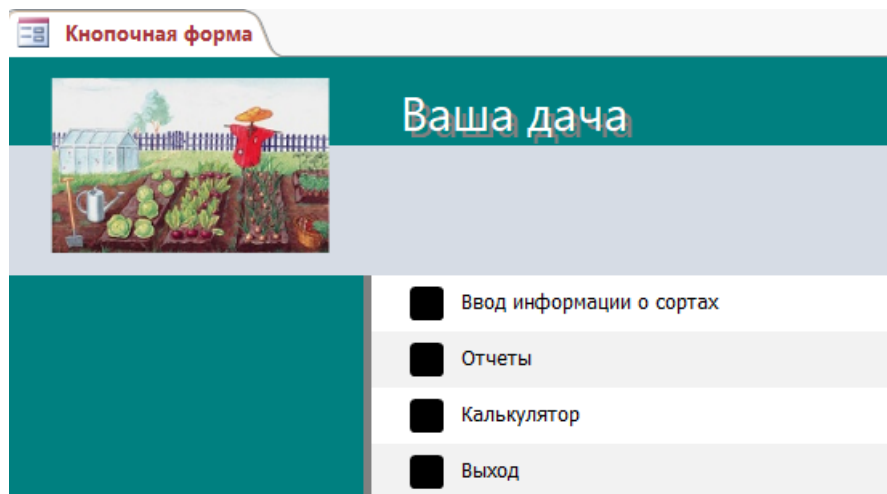 Кнопочная форма
Ваша дача
Ввод информации о сортах
Отчеты
Калькулятор
Выход